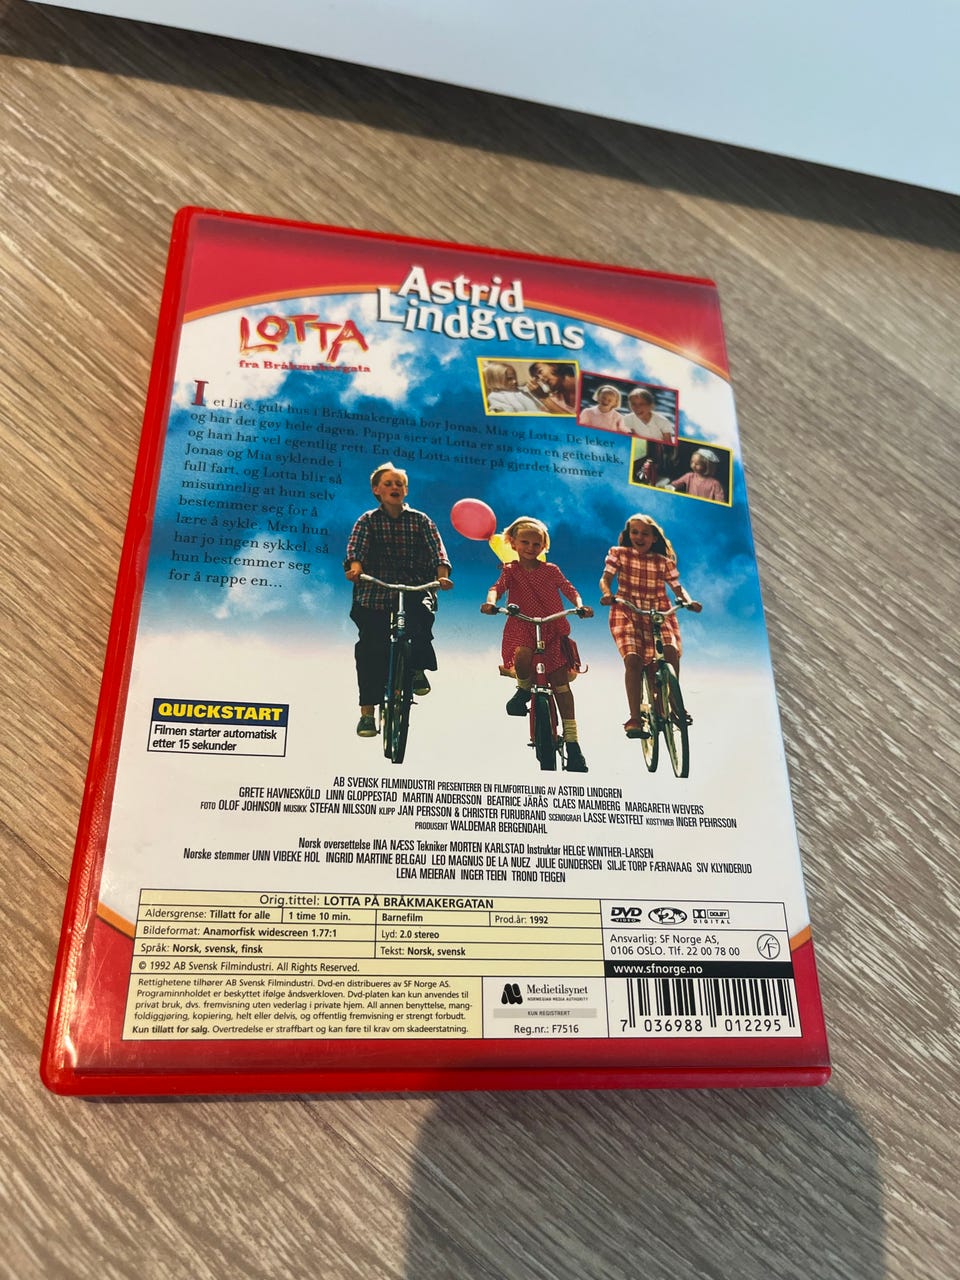 Astrid
Lindgrens
LOTTA
fra Bråkmakergata
I et lite, gult hus i Bråkmakergata bor Jonas, Mia og Lotta. De leker
og har det gøy hele dagen. Pappa sier at Lotta er sta som en geitebukk,
og han har vel egentlig rett. En dag Lotta sitter på gjerdet kommer
Jonas og Mia syklende i
full fart, og Lotta blir så
misunnelig at hun selv
bestemmer seg for å
lære å sykle. Men hun
har jo ingen sykkel, så
hun bestemmer seg
for å rappe en...
QUICKSTART
Filmen starter automatisk
etter 15 sekunder
AB SVENSK FILMINDUSTRI PRESENTERER EN FILMFORTELLING AV ASTRID LINDGREN
GRETE HAVNESKÖLD LINN GLOPPESTAD MARTIN ANDERSSON BEATRICE JÄRÅS CLAES MALMBERG MARGARETH WEIVERS
FOTO OLOF JOHNSON MUSIKK STEFAN NILSSON KLIPP JAN PERSSON & CHRISTER FURUBRAND SCENOGRAFI LASSE WESTFELT KOSTYMER INGER PEHRSSON
PRODUSENT WALDEMAR BERGENDAHL
Norsk oversettelse INA NÆSS Tekniker MORTEN KARLSTAD Instruktør HELGE WINTHER-LARSEN
Norske stemmer UNN VIBEKE HOL INGRID MARTINE BELGAU LEO MAGNUS DE LA NUEZ JULIE GUNDERSEN SILJE TORP FÆRAVAAG SIV KLYNDERUD
LENA MEIERAN INGER TEIEN TROND TEIGEN
Orig.tittel: LOTTA PÅ BRÅKMAKERGATAN
Aldersgrense: Tillatt for alle 1 time 10 min. Barnefilm Prod.år: 1992
Bildeformat: Anamorfisk widescreen 1.77:1 Lyd: 2.0 stereo
Språk: Norsk, svensk, finsk Tekst: Norsk, svensk
© 1992 AB Svensk Filmindustri. All Rights Reserved.
Rettighetene tilhører AB Svensk Filmindustri. Dvd-en distribueres av SF Norge AS.
Programinnholdet er beskyttet ifølge åndsverkloven. Dvd-platen kan kun anvendes til
privat bruk, dvs. fremvisning uten vederlag i private hjem. All annen benyttelse, mang-
foldiggjøring, kopiering, helt eller delvis, og offentlig fremvisning er strengt forbudt.
Kun tillatt for salg. Overtredelse er straffbart og kan føre til krav om skadeerstatning.
Medietilsynet
NORWEGIAN MEDIA AUTHORITY
KUN REGISTRERT
Reg.nr.: F7516
DVD
VIDEO
2
DOLBY
DIGITAL
Ansvarlig: SF Norge AS,
0106 OSLO. Tlf. 22 00 78 00
SF
www.sfnorge.no
7 036988 012295